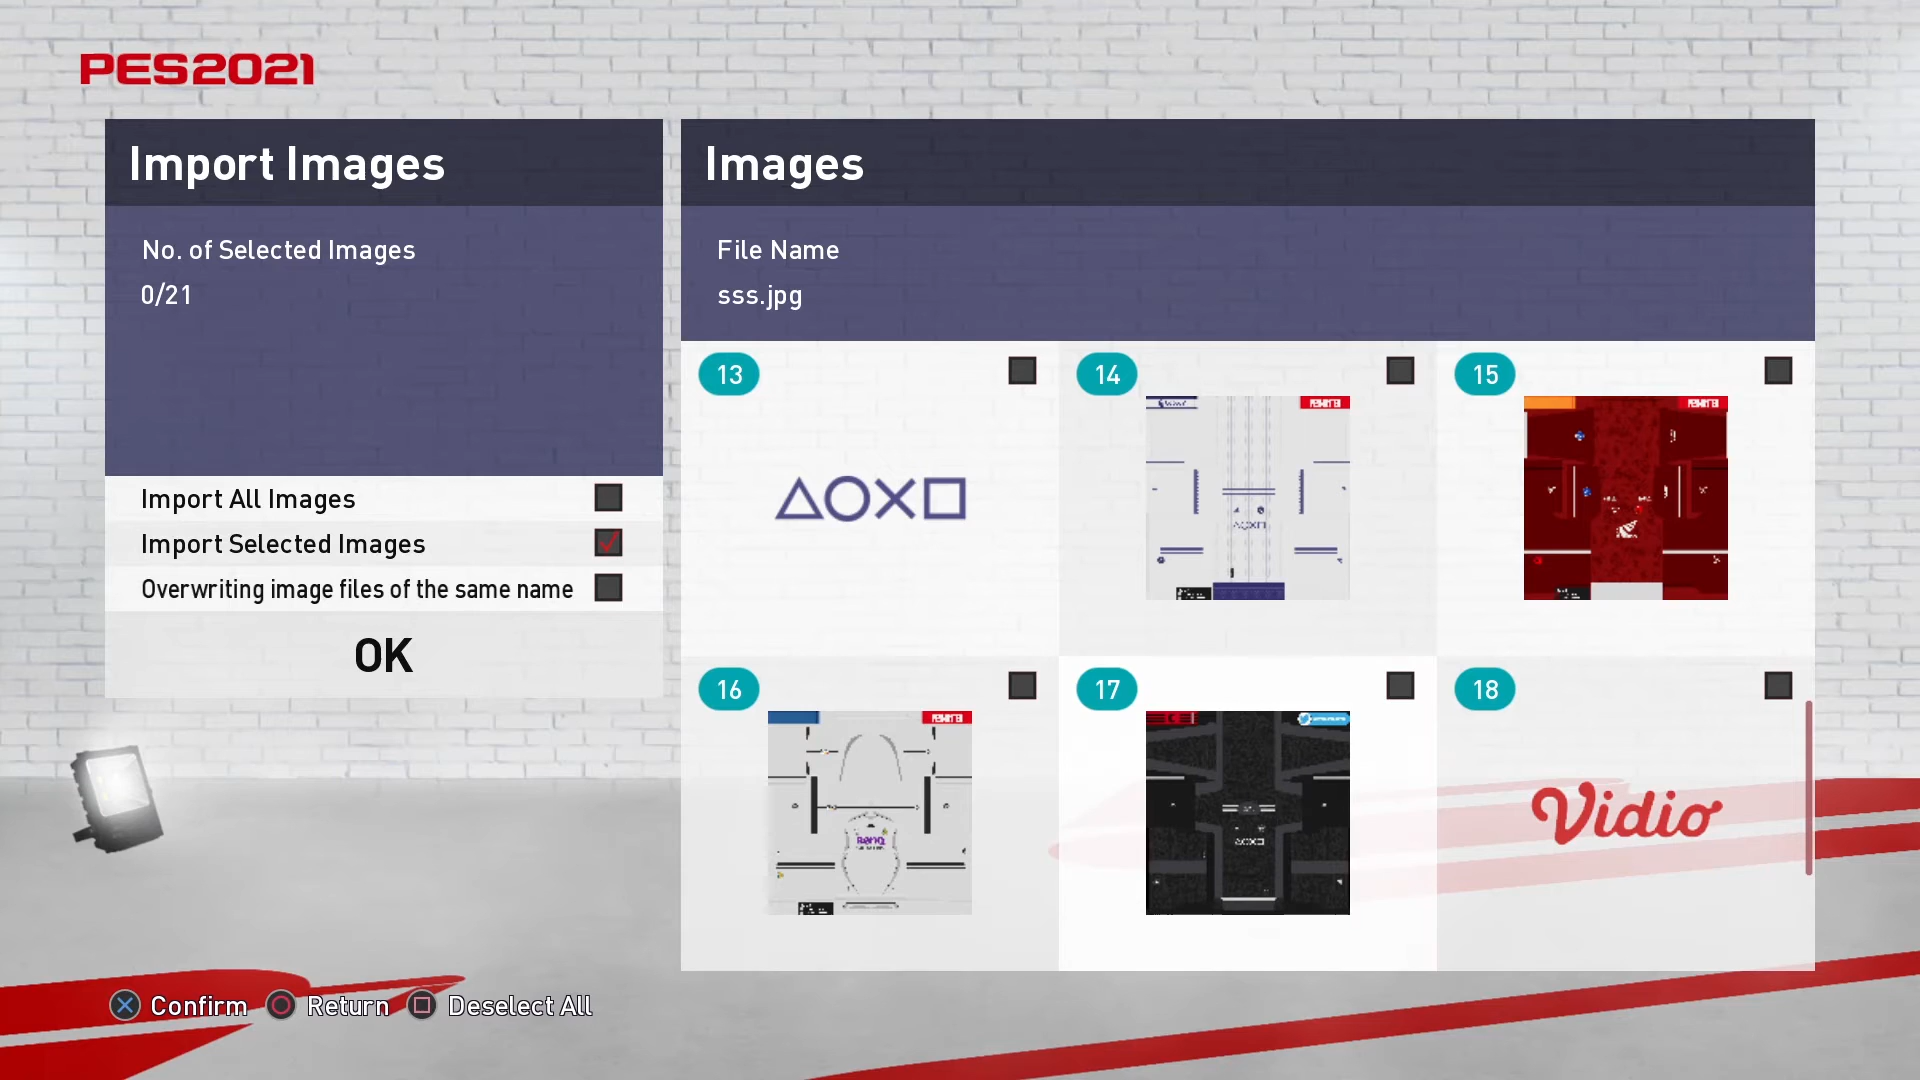 PES2021
Import Images
No. of Selected Images
0/21
Import All Images
Import Selected Images
Overwriting image files of the same name
OK
Images
File Name
sss.jpg
13
14
15
16
17
18
Vidio
Confirm
Return
Deselect All